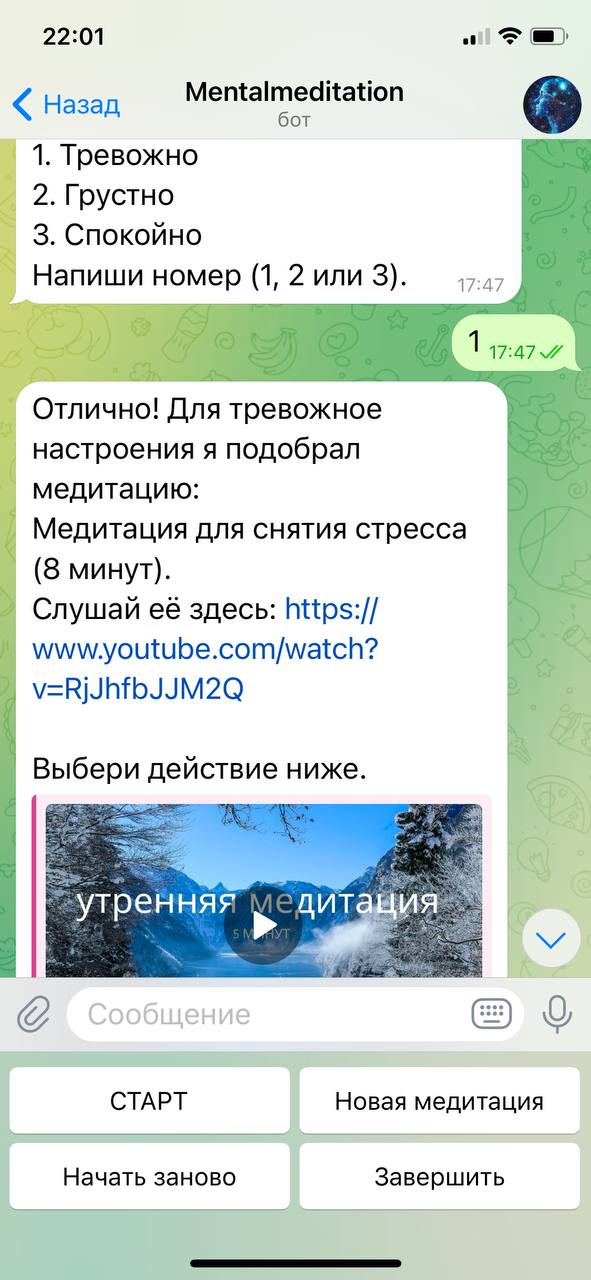 22:01
Назад
Mentalmeditation
бот
1. Тревожно
2. Грустно
3. Спокойно
Напиши номер (1, 2 или 3).
17:47
1
17:47
Отлично! Для тревожное
настроения я подобрал
медитацию:
Медитация для снятия стресса
(8 минут).
Слушай её здесь: https://
www.youtube.com/watch?
v=RjJhfbJJM2Q
Выбери действие ниже.
утренняя медитация
5 МИНУТ
Сообщение
СТАРТ
Новая медитация
Начать заново
Завершить